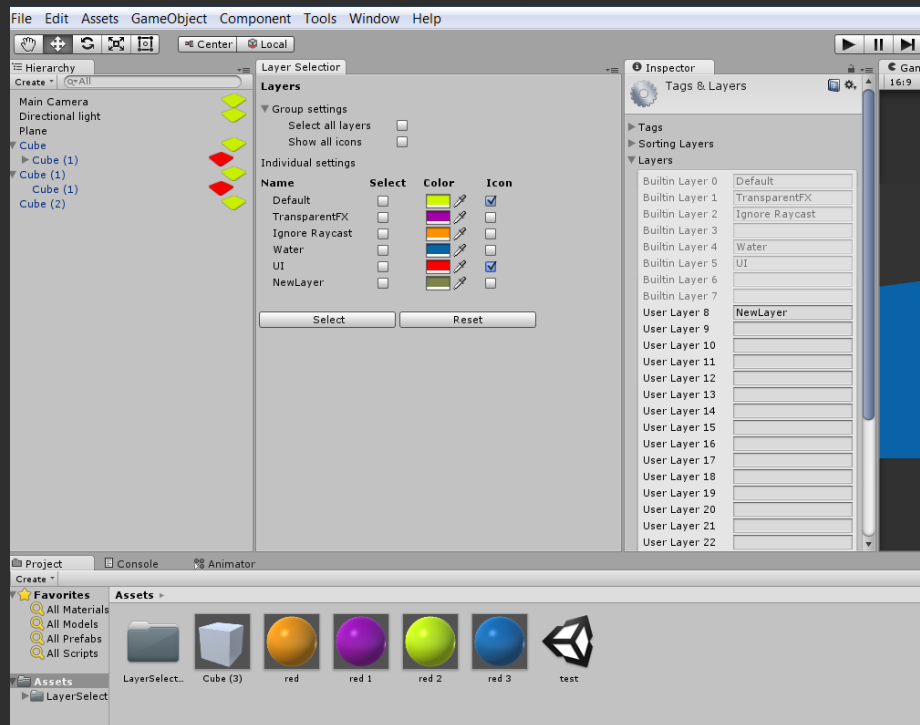 File Edit Assets GameObject Component Tools Window Help
Center Local
Hierarchy
Create All
Main Camera
Directional light
Plane
Cube
Cube (1)
Cube (1)
Cube (1)
Cube (2)
Layer Selection
Layers
Group settings
Select all layers
Show all icons
Individual settings
Name Select Color Icon
Default
TransparentFX
Ignore Raycast
Water
UI
NewLayer
Select Reset
Inspector
Tags & Layers
Tags
Sorting Layers
Layers
Builtin Layer 0 Default
Builtin Layer 1 TransparentFX
Builtin Layer 2 Ignore Raycast
Builtin Layer 3
Builtin Layer 4 Water
Builtin Layer 5 UI
Builtin Layer 6
Builtin Layer 7
User Layer 8 NewLayer
User Layer 9
User Layer 10
User Layer 11
User Layer 12
User Layer 13
User Layer 14
User Layer 15
User Layer 16
User Layer 17
User Layer 18
User Layer 19
User Layer 20
User Layer 21
User Layer 22
Gam
16:9
Project Console Animator
Create
Favorites
All Materials
All Models
All Prefabs
All Scripts
Assets
LayerSelect
Assets
LayerSelect... Cube (3) red red 1 red 2 red 3 test